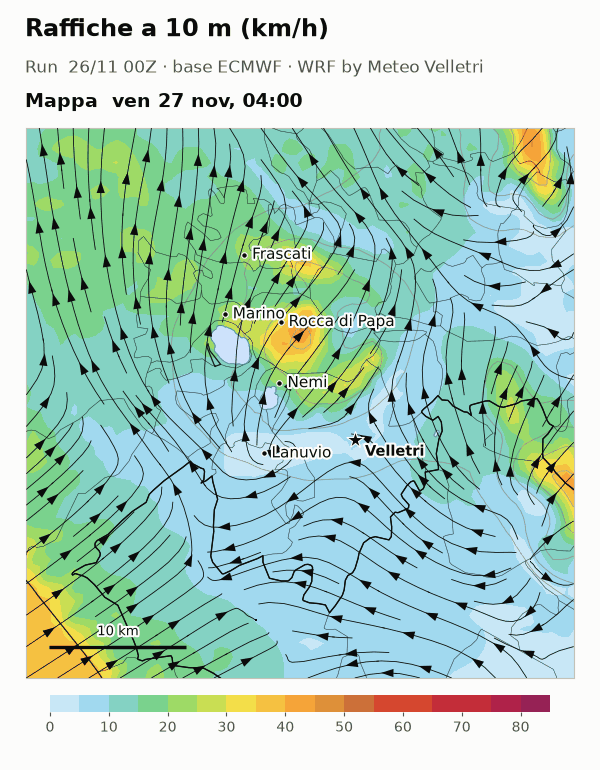 Raffiche a 10 m (km/h)
Run  26/11 00Z · base ECMWF · WRF by Meteo Velletri
Mappa  ven 27 nov, 04:00
Frascati
Marino
Rocca di Papa
Nemi
Lanuvio
Velletri
10 km
0 10 20 30 40 50 60 70 80